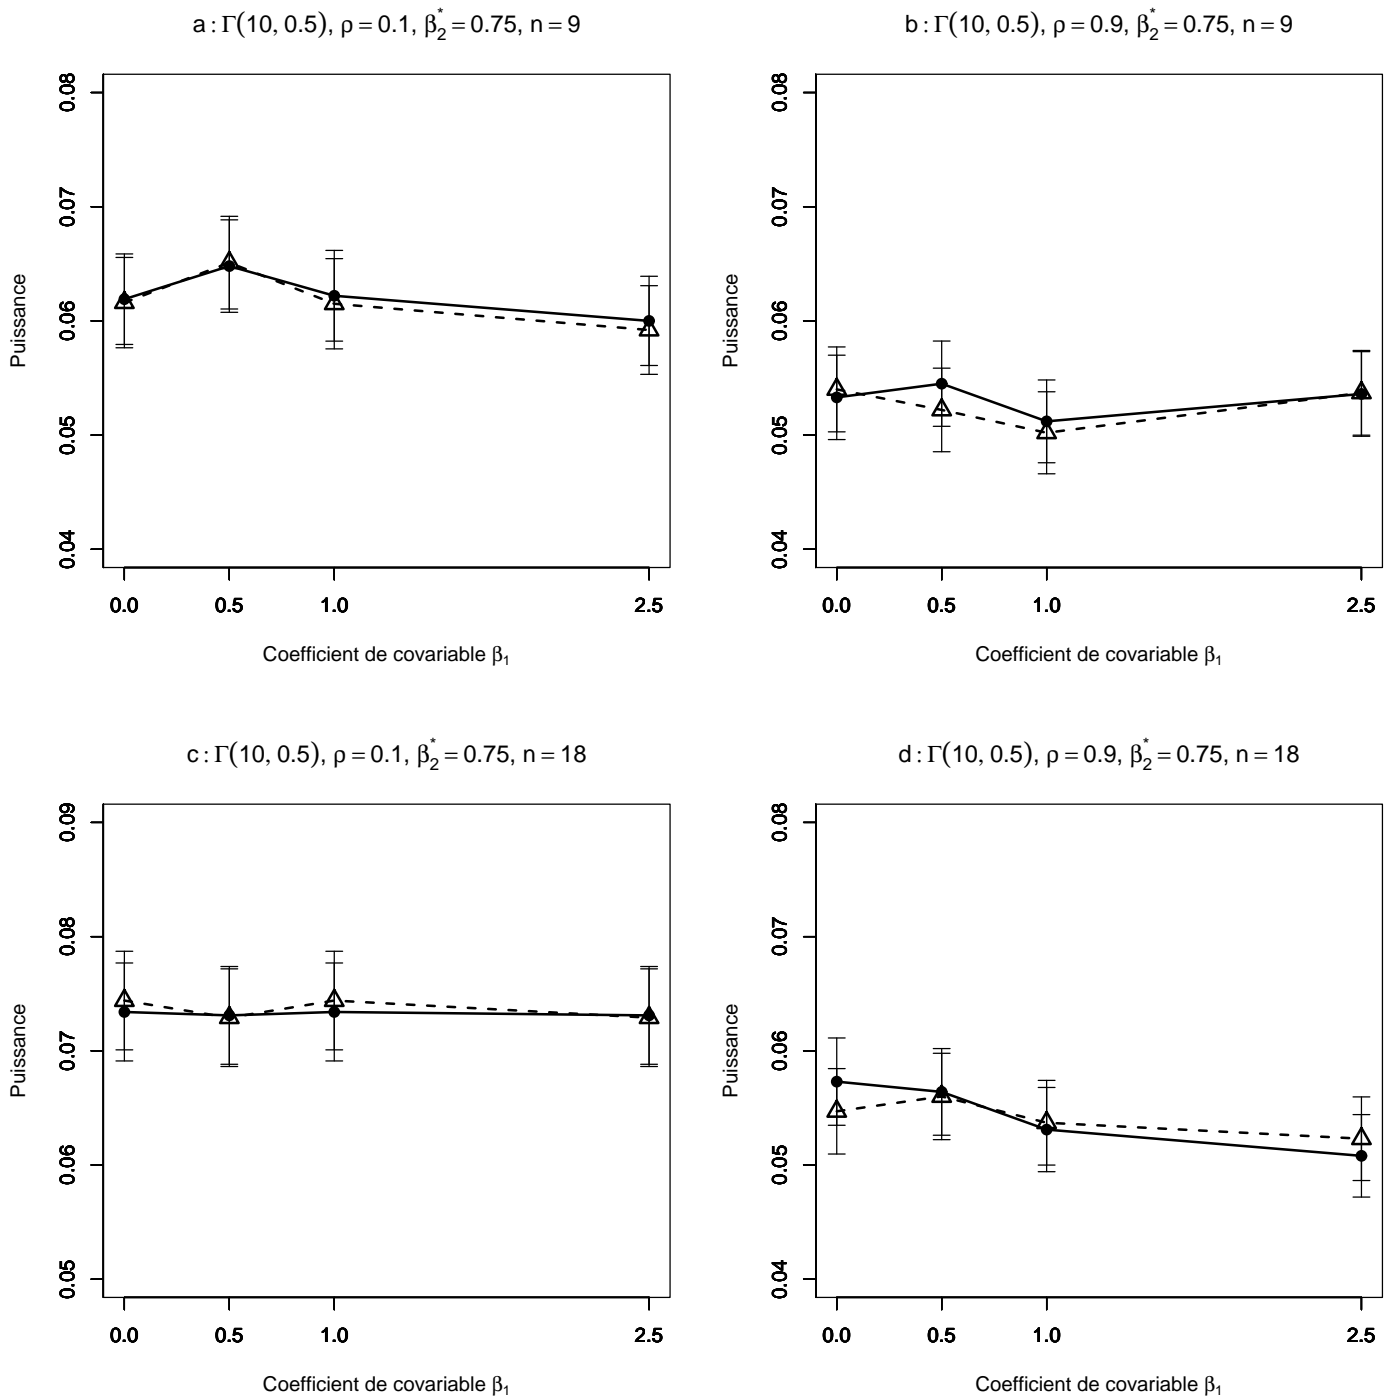 a : Γ(10, 0.5), ρ = 0.1, β₂* = 0.75, n = 9
Puissance
0.08
0.07
0.06
0.05
0.04
0.0 0.5 1.0 2.5
Coefficient de covariable β₁
b : Γ(10, 0.5), ρ = 0.9, β₂* = 0.75, n = 9
Puissance
0.08
0.07
0.06
0.05
0.04
0.0 0.5 1.0 2.5
Coefficient de covariable β₁
c : Γ(10, 0.5), ρ = 0.1, β₂* = 0.75, n = 18
Puissance
0.09
0.08
0.07
0.06
0.05
0.0 0.5 1.0 2.5
Coefficient de covariable β₁
d : Γ(10, 0.5), ρ = 0.9, β₂* = 0.75, n = 18
Puissance
0.08
0.07
0.06
0.05
0.04
0.0 0.5 1.0 2.5
Coefficient de covariable β₁